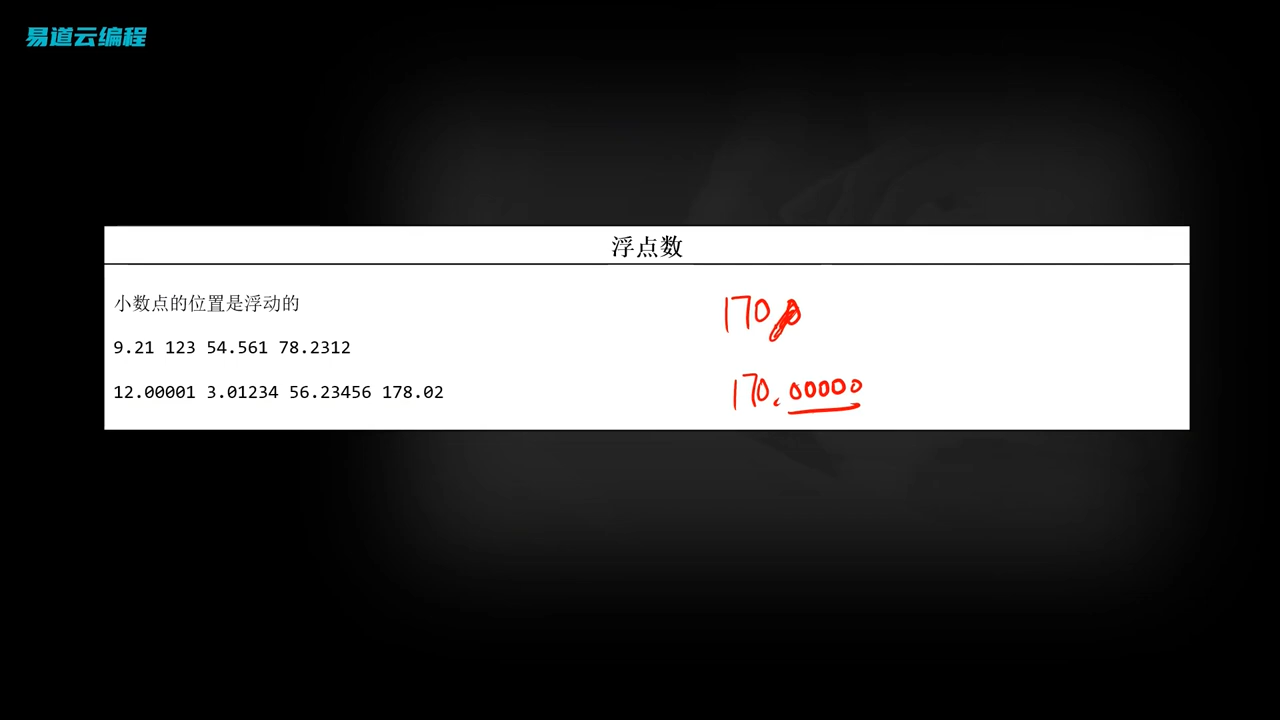 易道云编程
浮点数
小数点的位置是浮动的
9.21 123 54.561 78.2312
12.00001 3.01234 56.23456 178.02
170
170.00000